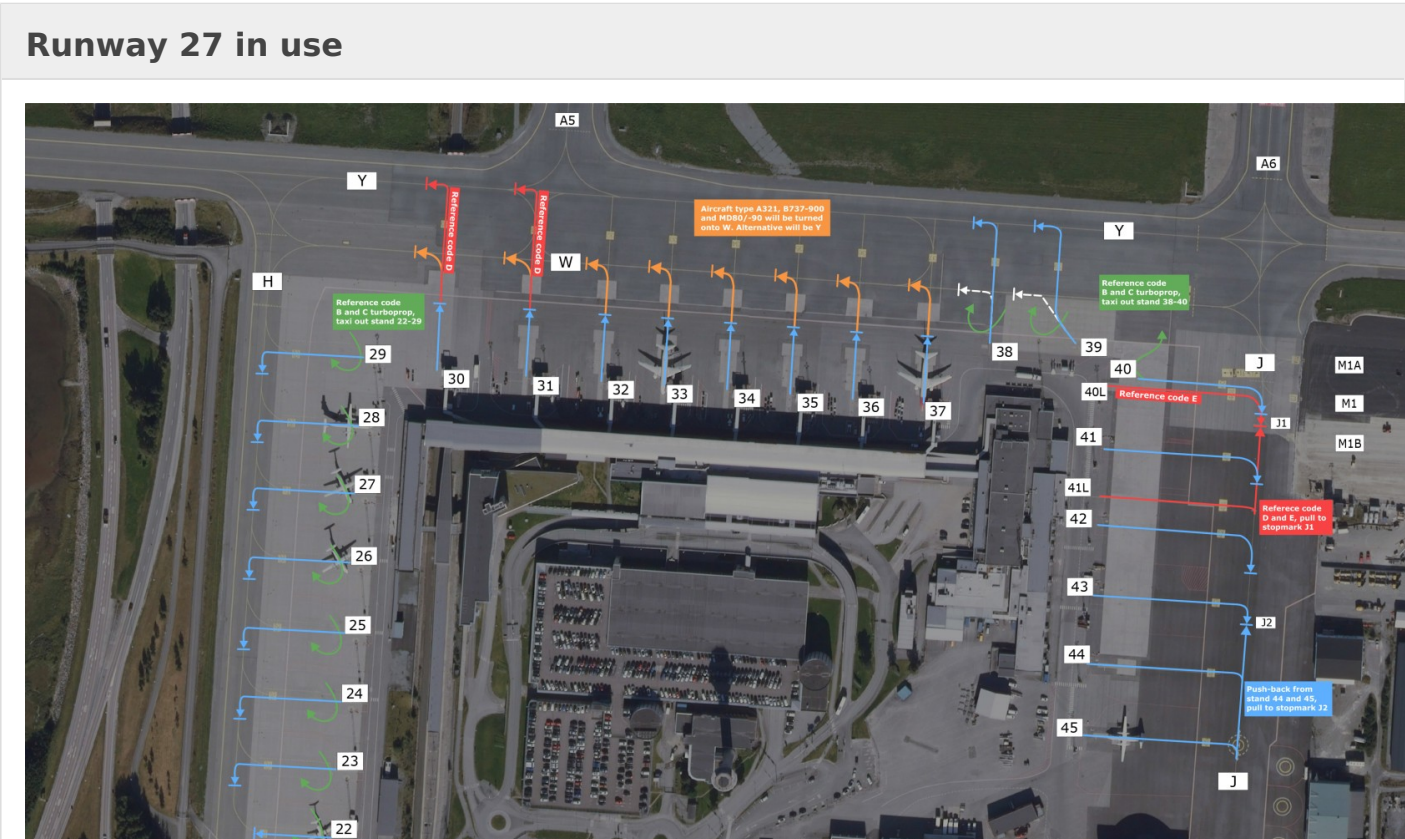 Runway 27 in use
A5
A6
Y
Reference code D
Reference code D
Aircraft type A321, B737-900
and MD80/-90 will be turned
onto W. Alternative will be Y
Y
W
H
Reference code
B and C turboprop,
taxi out stand 22-29
Reference code
B and C turboprop,
taxi out stand 38-40
29
30
31
32
33
34
35
36
37
38
39
40
J
M1A
40L
Reference code E
M1
J1
M1B
28
41
27
41L
Referece code
D and E, pull to
stopmark J1
42
26
43
25
J2
44
24
Push-back from
stand 44 and 45,
pull to stopmark J2
45
23
J
22